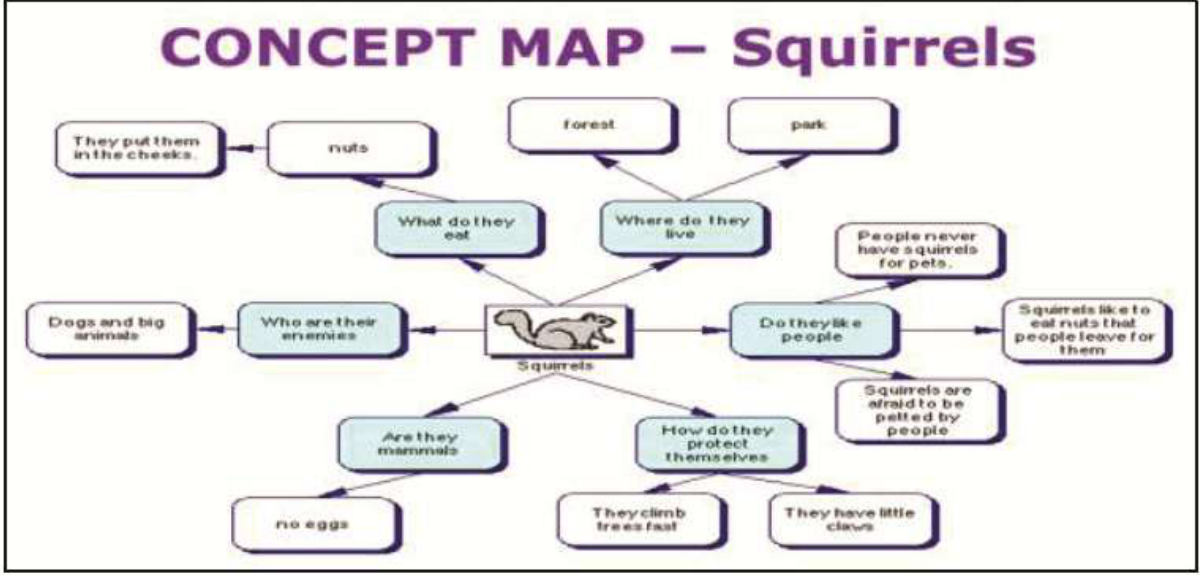 CONCEPT MAP – Squirrels
They put them
in the cheeks.
nuts
forest
park
What do they
eat
Where do they
live
People never
have squirrels
for pets.
Dogs and big
animals
Who are their
enemies
Squirrels
Do they like
people
Squirrels like to
eat nuts that
people leave for
them
Squirrels are
afraid to be
petted by
people
Are they
mammals
How do they
protect
themselves
no eggs
They climb
trees fast
They have little
claws